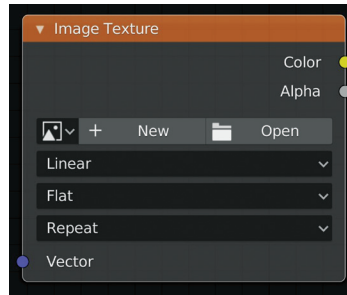 Image Texture
Color
Alpha
+ New Open
Linear
Flat
Repeat
Vector